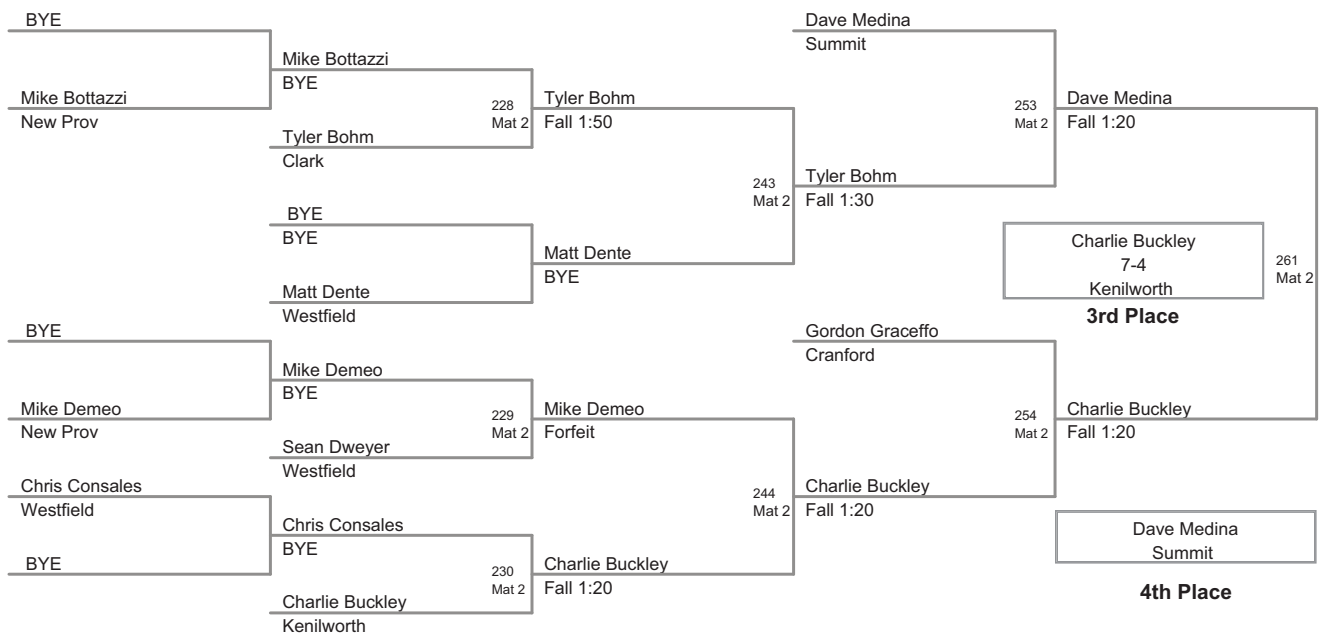 BYE
Mike Bottazzi
New Prov
BYE
Mike Demeo
New Prov
Chris Consales
Westfield
BYE
Mike Bottazzi
BYE
Tyler Bohm
Clark
BYE
BYE
Matt Dente
Westfield
Mike Demeo
BYE
Sean Dweyer
Westfield
Chris Consales
BYE
Charlie Buckley
Kenilworth
228
Mat 2
229
Mat 2
230
Mat 2
Tyler Bohm
Fall 1:50
Matt Dente
BYE
Mike Demeo
Forfeit
Charlie Buckley
Fall 1:20
243
Mat 2
244
Mat 2
Dave Medina
Summit
Tyler Bohm
Fall 1:30
Gordon Graceffo
Cranford
Charlie Buckley
Fall 1:20
253
Mat 2
254
Mat 2
Dave Medina
Fall 1:20
Charlie Buckley
Fall 1:20
261
Mat 2
Charlie Buckley
7-4
Kenilworth
3rd Place
Dave Medina
Summit
4th Place